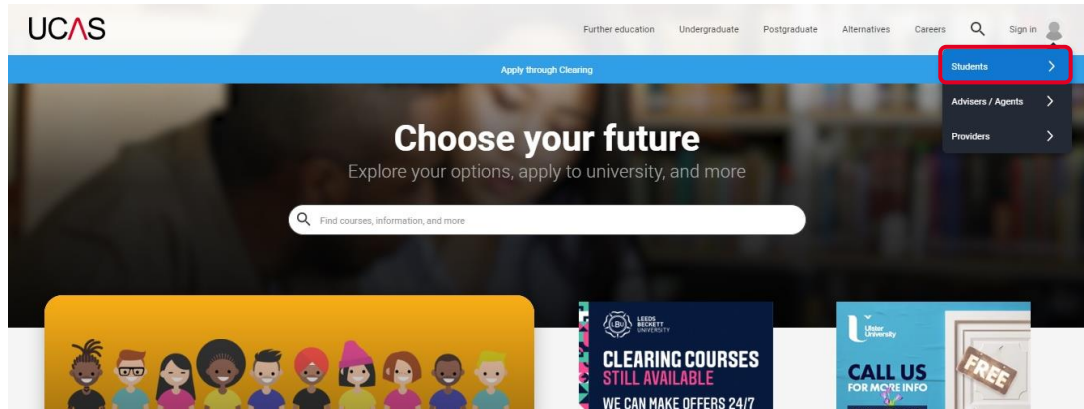 UCAS
Further education Undergraduate Postgraduate Alternatives Careers Sign in
Apply through Clearing
Students
Advisers / Agents
Providers
Choose your future
Explore your options, apply to university, and more
Find courses, information, and more
LBU LEEDS
BECKETT
UNIVERSITY
CLEARING COURSES
STILL AVAILABLE
WE CAN MAKE OFFERS 24/7
Ulster
University
CALL US
FOR MORE INFO
FREE